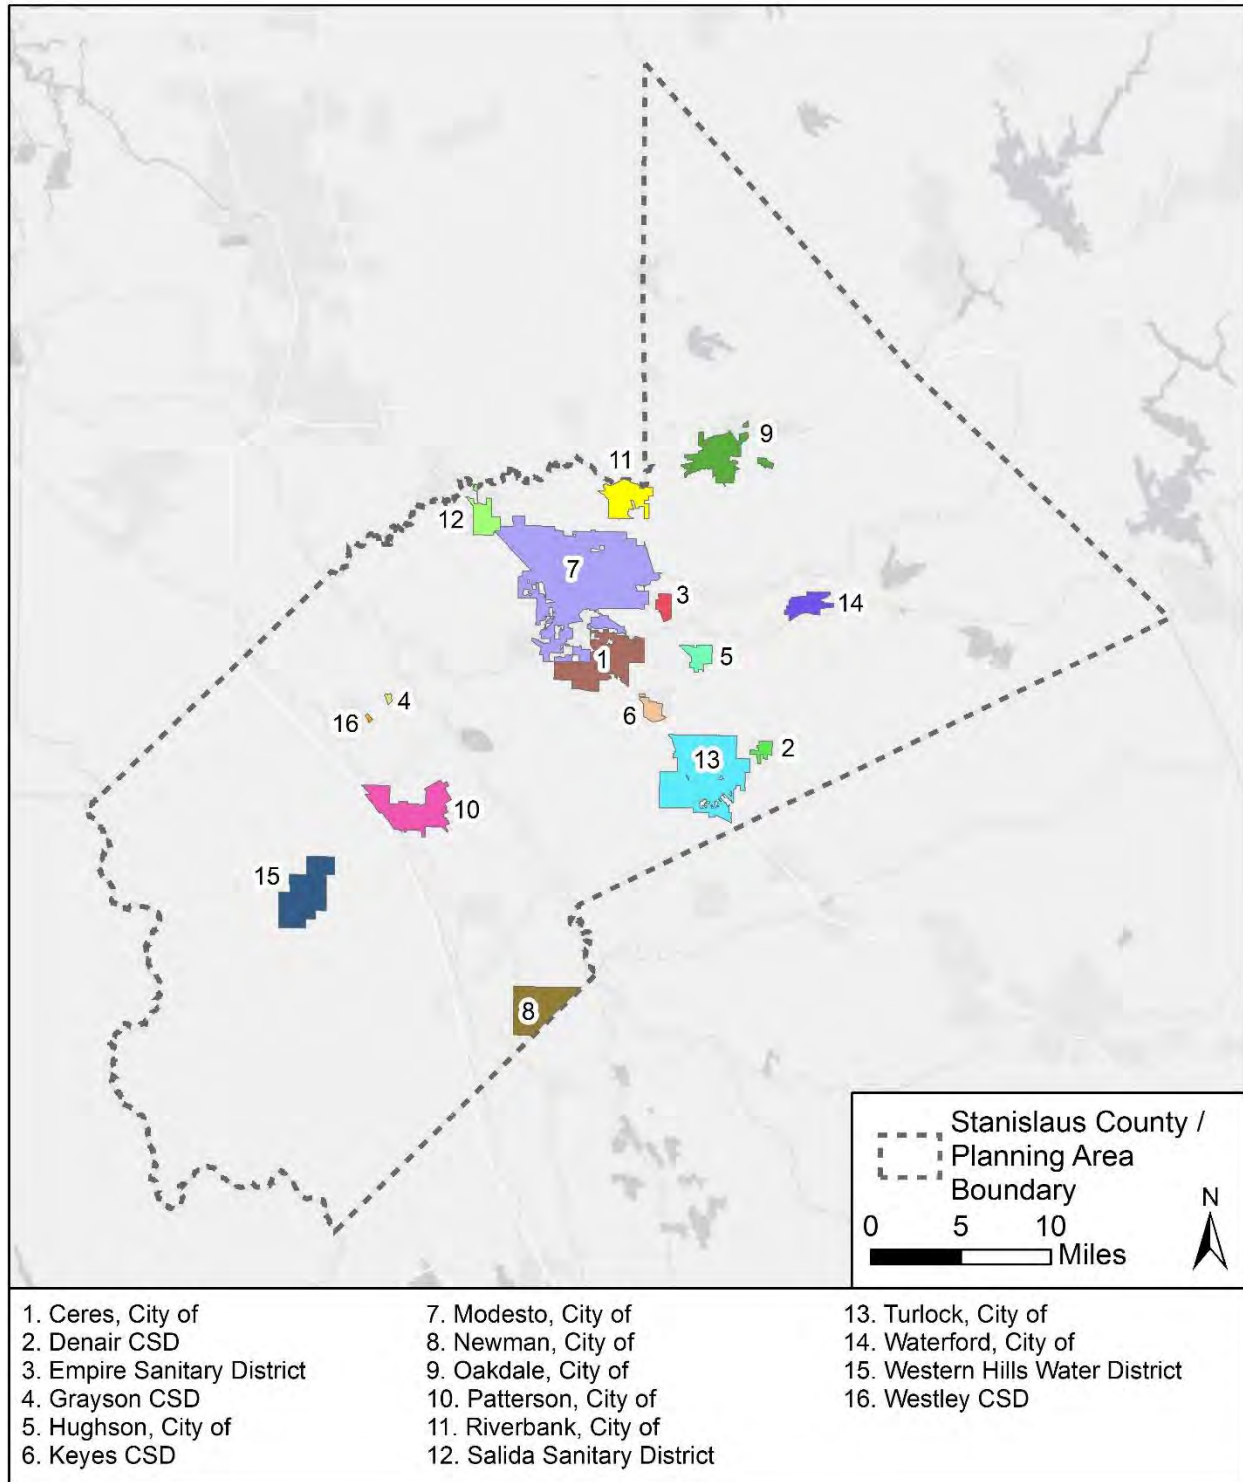 9
11
12
7
3
14
1
5
4
16
6
2
13
10
15
8
Stanislaus County /
Planning Area
Boundary
N
0 5 10
Miles
1. Ceres, City of
2. Denair CSD
3. Empire Sanitary District
4. Grayson CSD
5. Hughson, City of
6. Keyes CSD
7. Modesto, City of
8. Newman, City of
9. Oakdale, City of
10. Patterson, City of
11. Riverbank, City of
12. Salida Sanitary District
13. Turlock, City of
14. Waterford, City of
15. Western Hills Water District
16. Westley CSD